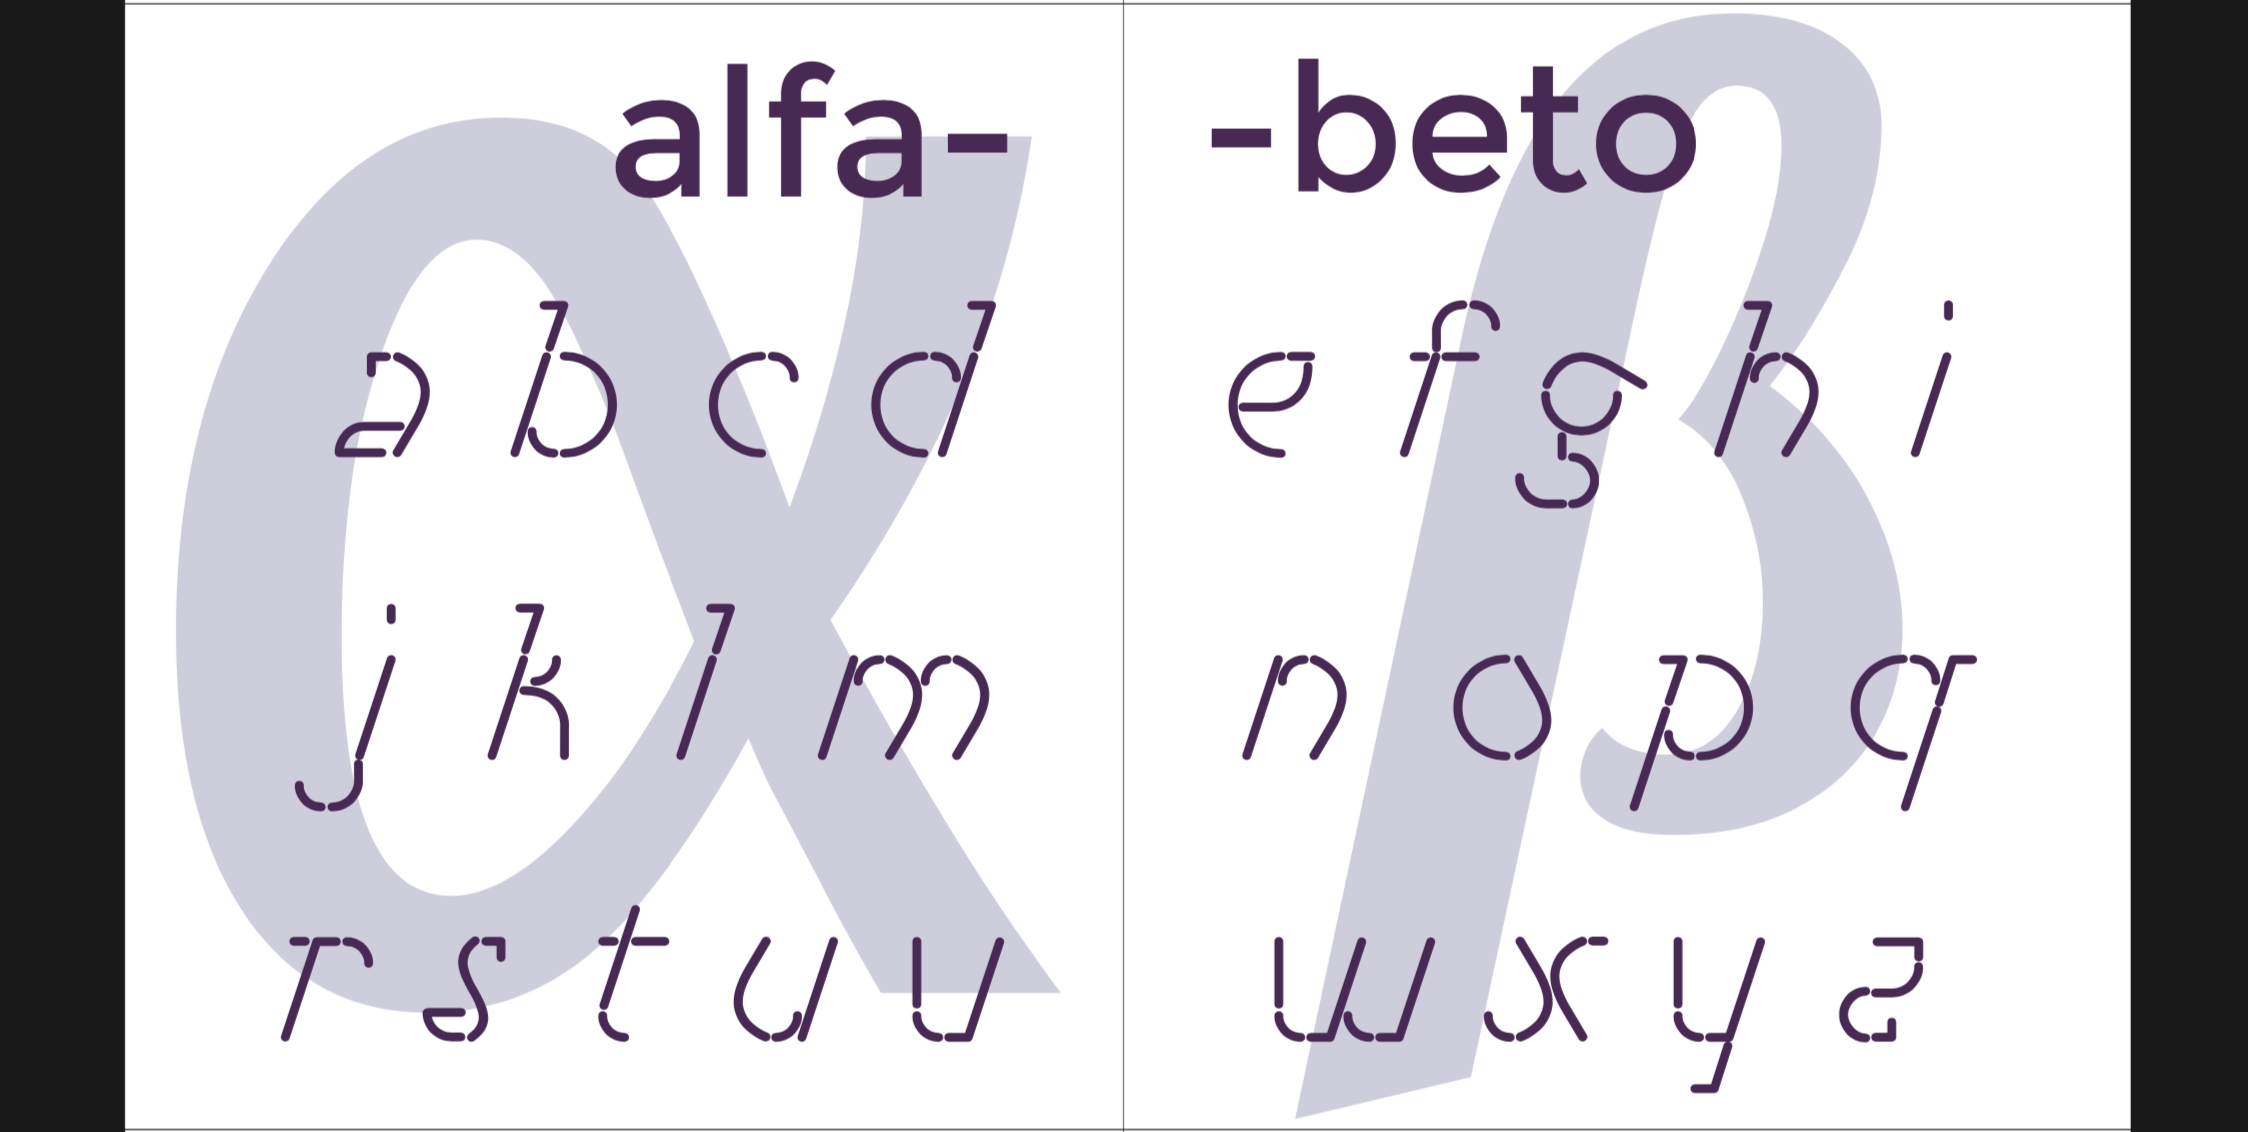 alfa-
-beto
α
β
a b c d
e f g h i
j k l m
n o p q
r s t u v
w x y z